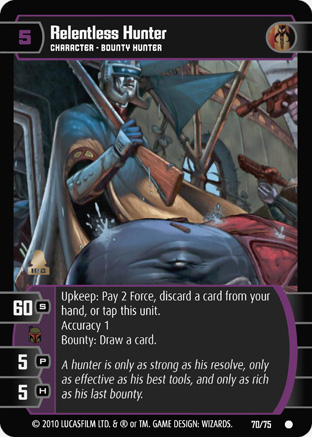 5
Relentless Hunter
CHARACTER • BOUNTY HUNTER
60 S
Upkeep: Pay 2 Force, discard a card from your
hand, or tap this unit.
Accuracy 1
Bounty: Draw a card.
5 P
5 H
A hunter is only as strong as his resolve, only
as effective as his best tools, and only as rich
as his last bounty.
© 2010 LUCASFILM LTD. & ® or TM. GAME DESIGN: WIZARDS.
70/75